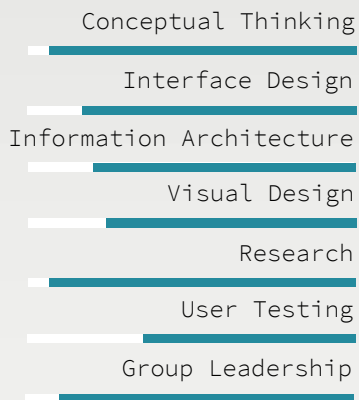 Conceptual Thinking
Interface Design
Information Architecture
Visual Design
Research
User Testing
Group Leadership